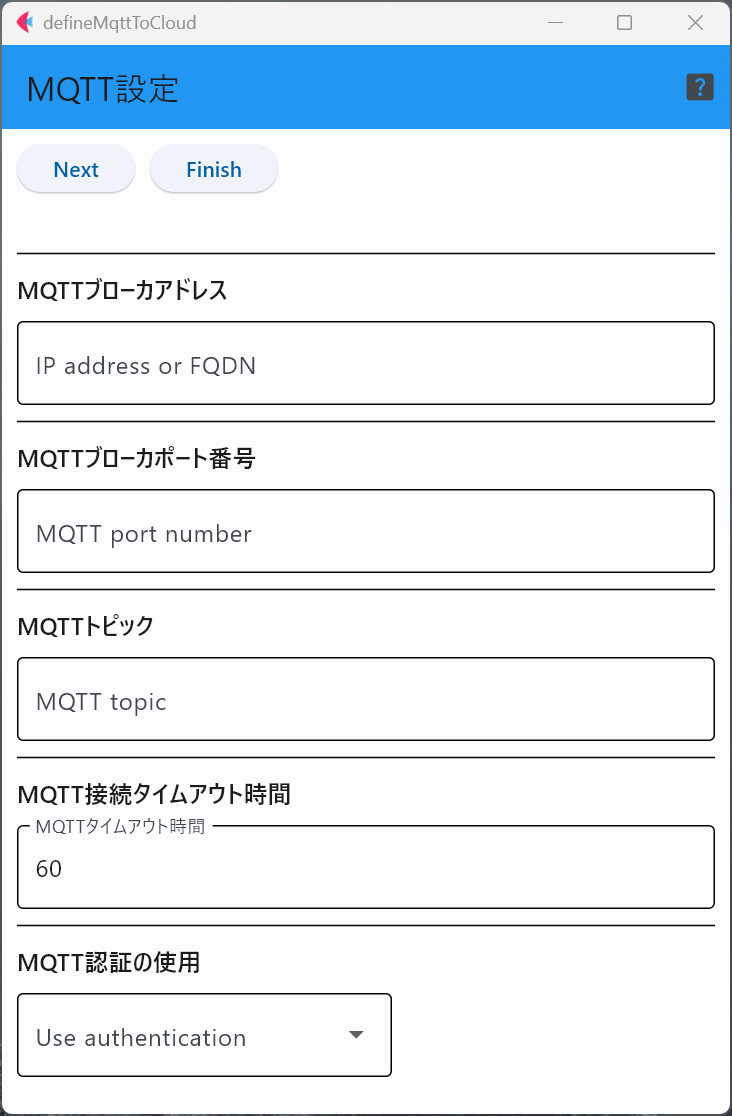 defineMqttToCloud
MQTT設定
?
Next
Finish
MQTTブローカアドレス
IP address or FQDN
MQTTブローカポート番号
MQTT port number
MQTTトピック
MQTT topic
MQTT接続タイムアウト時間
MQTTタイムアウト時間
60
MQTT認証の使用
Use authentication